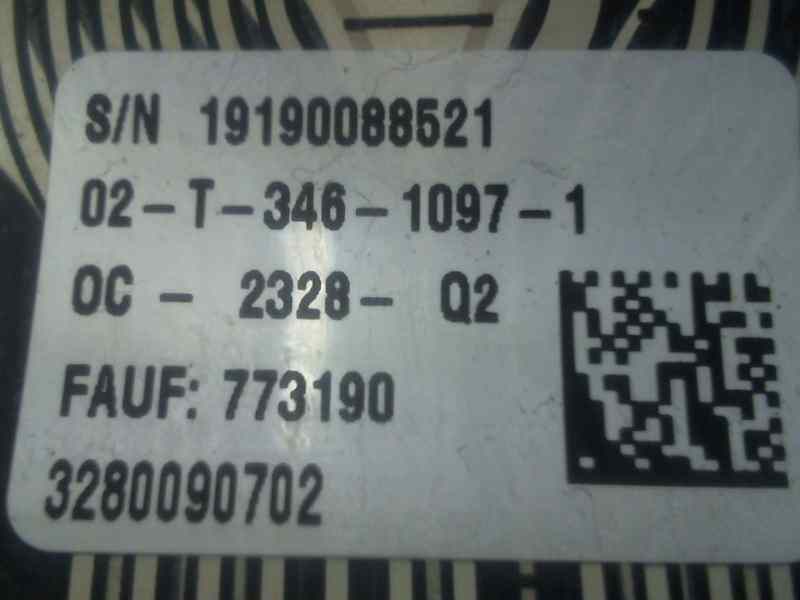 S/N 19190088521
02-T-346-1097-1
OC - 2328- Q2
FAUF: 773190
3280090702